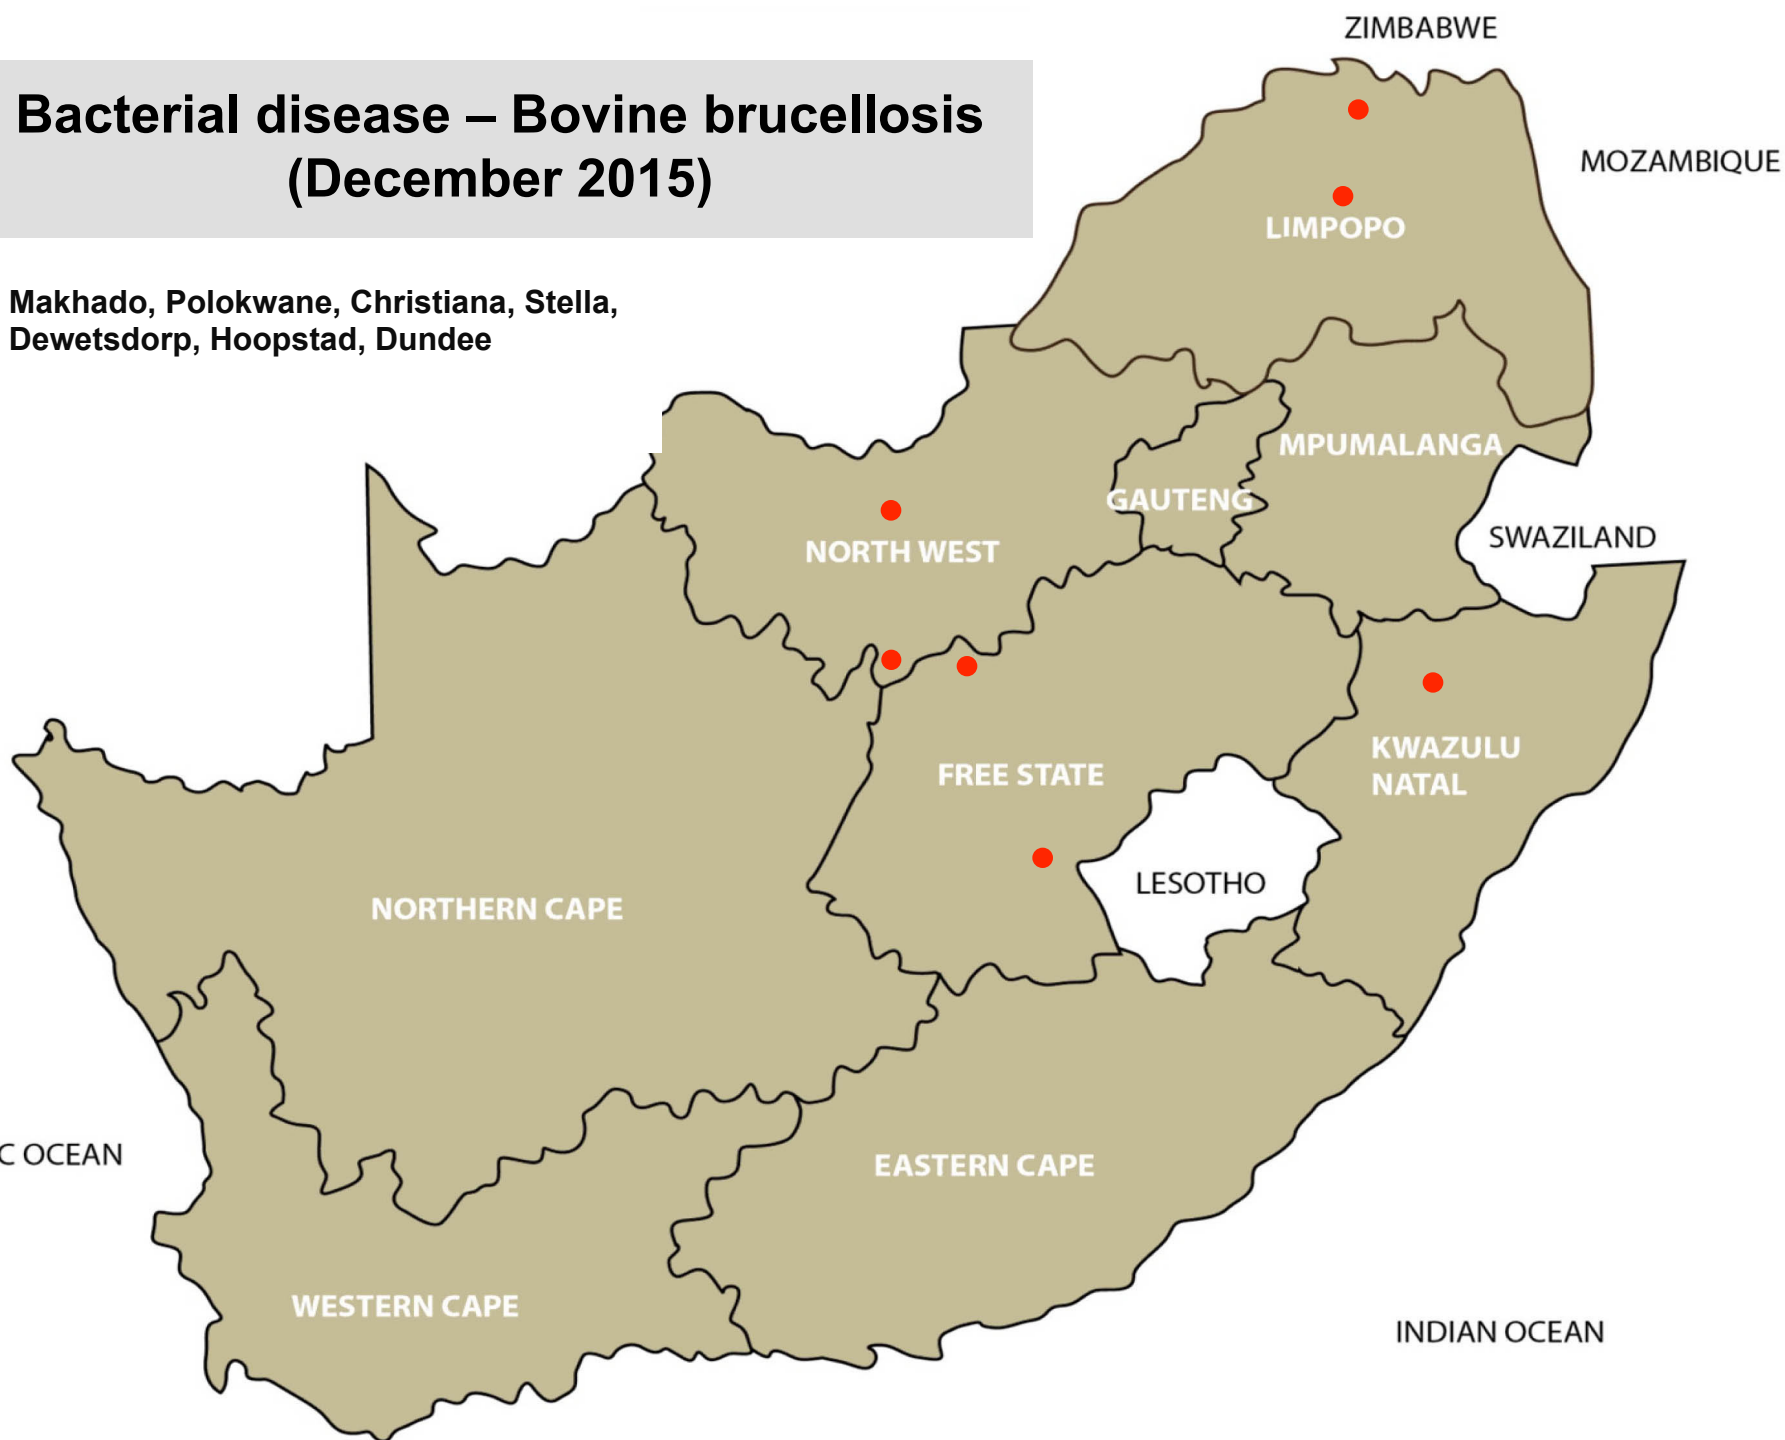 ZIMBABWE
Bacterial disease – Bovine brucellosis
(December 2015)
MOZAMBIQUE
LIMPOPO
Makhado, Polokwane, Christiana, Stella,
Dewetsdorp, Hoopstad, Dundee
MPUMALANGA
GAUTENG
SWAZILAND
NORTH WEST
KWAZULU
NATAL
FREE STATE
LESOTHO
NORTHERN CAPE
C OCEAN
EASTERN CAPE
WESTERN CAPE
INDIAN OCEAN